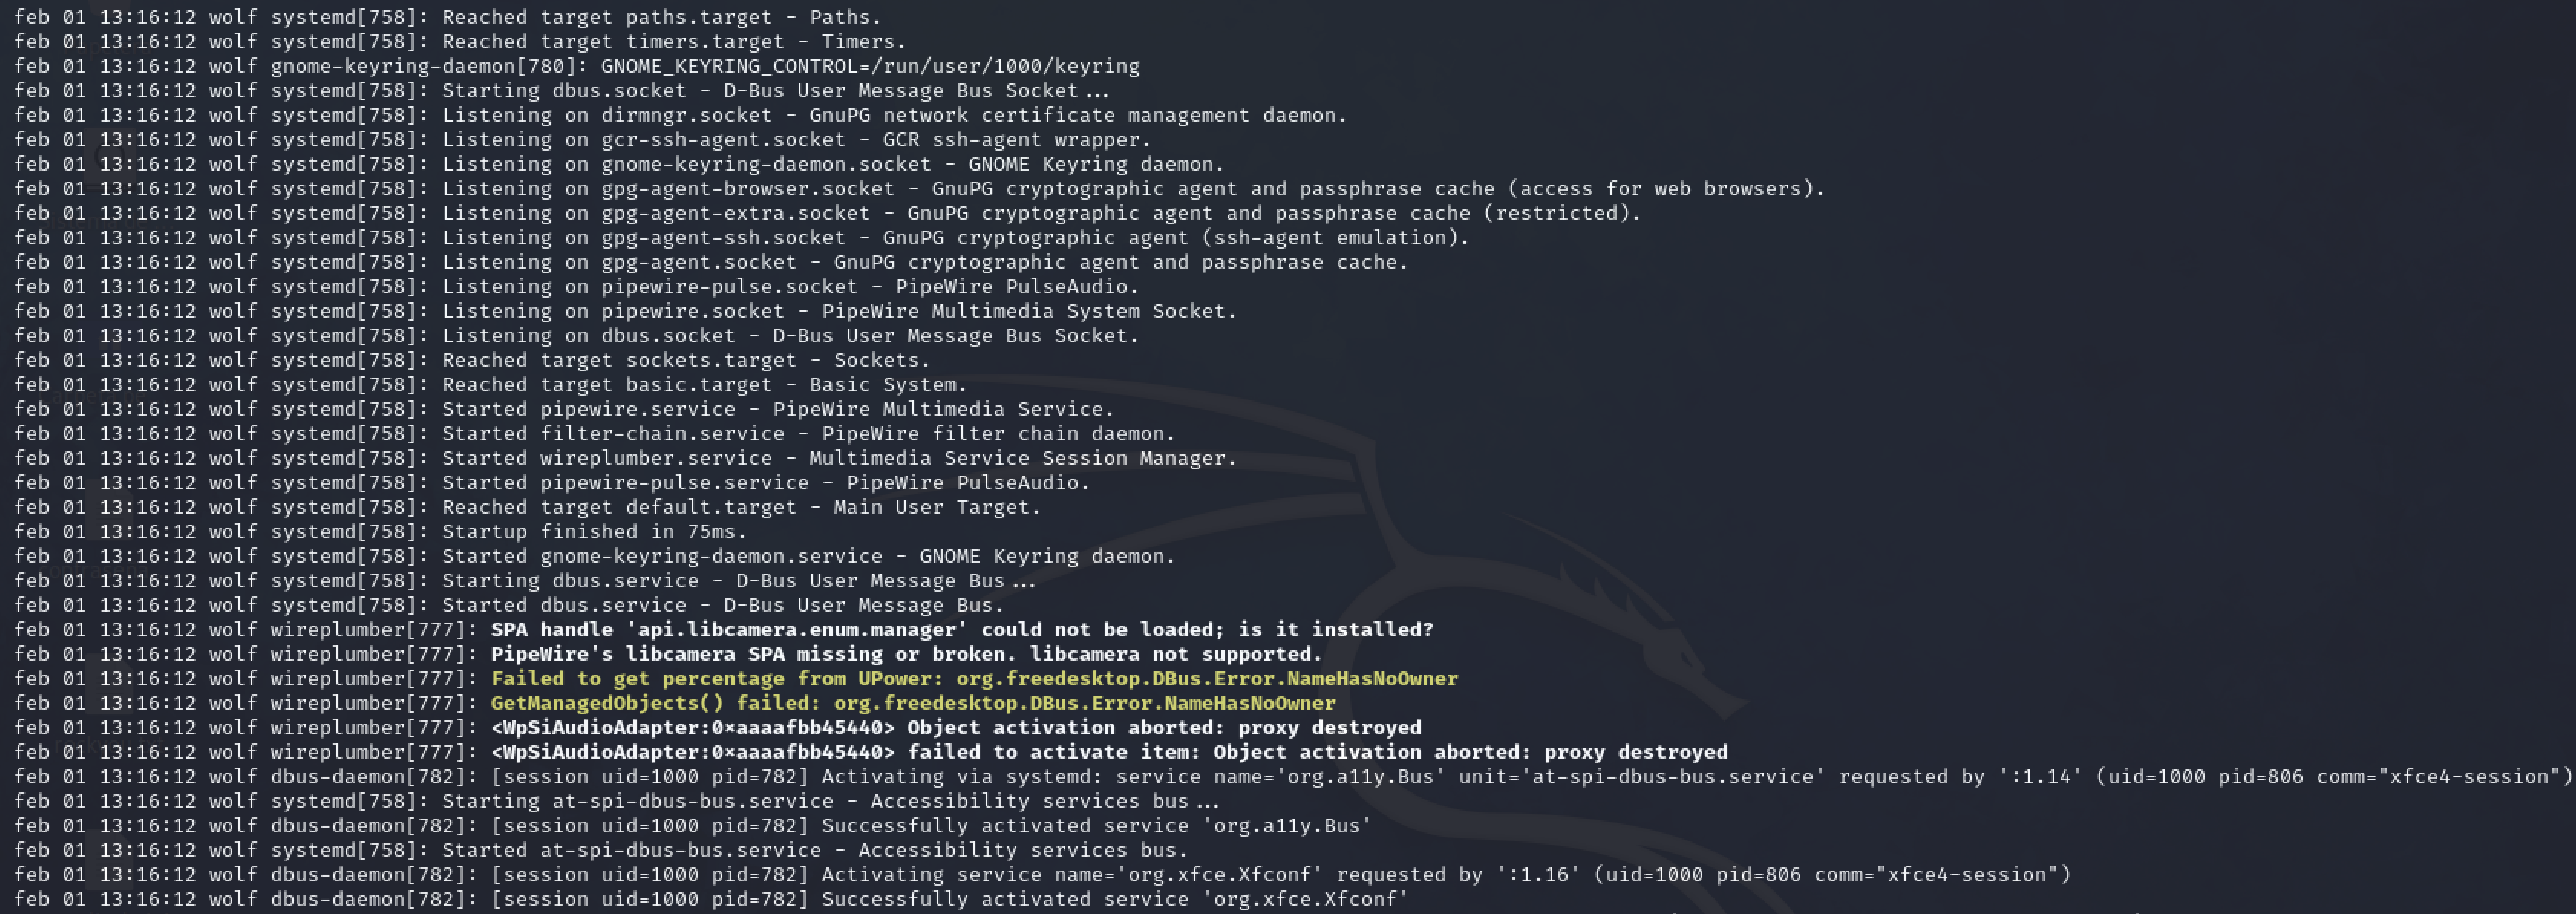 feb 01 13:16:12 wolf systemd[758]: Reached target paths.target - Paths.
feb 01 13:16:12 wolf systemd[758]: Reached target timers.target - Timers.
feb 01 13:16:12 wolf gnome-keyring-daemon[780]: GNOME_KEYRING_CONTROL=/run/user/1000/keyring
feb 01 13:16:12 wolf systemd[758]: Starting dbus.socket - D-Bus User Message Bus Socket...
feb 01 13:16:12 wolf systemd[758]: Listening on dirmngr.socket - GnuPG network certificate management daemon.
feb 01 13:16:12 wolf systemd[758]: Listening on gcr-ssh-agent.socket - GCR ssh-agent wrapper.
feb 01 13:16:12 wolf systemd[758]: Listening on gnome-keyring-daemon.socket - GNOME Keyring daemon.
feb 01 13:16:12 wolf systemd[758]: Listening on gpg-agent-browser.socket - GnuPG cryptographic agent and passphrase cache (access for web browsers).
feb 01 13:16:12 wolf systemd[758]: Listening on gpg-agent-extra.socket - GnuPG cryptographic agent and passphrase cache (restricted).
feb 01 13:16:12 wolf systemd[758]: Listening on gpg-agent-ssh.socket - GnuPG cryptographic agent (ssh-agent emulation).
feb 01 13:16:12 wolf systemd[758]: Listening on gpg-agent.socket - GnuPG cryptographic agent and passphrase cache.
feb 01 13:16:12 wolf systemd[758]: Listening on pipewire-pulse.socket - PipeWire PulseAudio.
feb 01 13:16:12 wolf systemd[758]: Listening on pipewire.socket - PipeWire Multimedia System Socket.
feb 01 13:16:12 wolf systemd[758]: Listening on dbus.socket - D-Bus User Message Bus Socket.
feb 01 13:16:12 wolf systemd[758]: Reached target sockets.target - Sockets.
feb 01 13:16:12 wolf systemd[758]: Reached target basic.target - Basic System.
feb 01 13:16:12 wolf systemd[758]: Started pipewire.service - PipeWire Multimedia Service.
feb 01 13:16:12 wolf systemd[758]: Started filter-chain.service - PipeWire filter chain daemon.
feb 01 13:16:12 wolf systemd[758]: Started wireplumber.service - Multimedia Service Session Manager.
feb 01 13:16:12 wolf systemd[758]: Started pipewire-pulse.service - PipeWire PulseAudio.
feb 01 13:16:12 wolf systemd[758]: Reached target default.target - Main User Target.
feb 01 13:16:12 wolf systemd[758]: Startup finished in 75ms.
feb 01 13:16:12 wolf systemd[758]: Started gnome-keyring-daemon.service - GNOME Keyring daemon.
feb 01 13:16:12 wolf systemd[758]: Starting dbus.service - D-Bus User Message Bus...
feb 01 13:16:12 wolf systemd[758]: Started dbus.service - D-Bus User Message Bus.
feb 01 13:16:12 wolf wireplumber[777]: SPA handle 'api.libcamera.enum.manager' could not be loaded; is it installed?
feb 01 13:16:12 wolf wireplumber[777]: PipeWire's libcamera SPA missing or broken. libcamera not supported.
feb 01 13:16:12 wolf wireplumber[777]: Failed to get percentage from UPower: org.freedesktop.DBus.Error.NameHasNoOwner
feb 01 13:16:12 wolf wireplumber[777]: GetManagedObjects() failed: org.freedesktop.DBus.Error.NameHasNoOwner
feb 01 13:16:12 wolf wireplumber[777]: <WpSiAudioAdapter:0×aaaafbb45440> Object activation aborted: proxy destroyed
feb 01 13:16:12 wolf wireplumber[777]: <WpSiAudioAdapter:0×aaaafbb45440> failed to activate item: Object activation aborted: proxy destroyed
feb 01 13:16:12 wolf dbus-daemon[782]: [session uid=1000 pid=782] Activating via systemd: service name='org.a11y.Bus' unit='at-spi-dbus-bus.service' requested by ':1.14' (uid=1000 pid=806 comm="xfce4-session")
feb 01 13:16:12 wolf systemd[758]: Starting at-spi-dbus-bus.service - Accessibility services bus...
feb 01 13:16:12 wolf dbus-daemon[782]: [session uid=1000 pid=782] Successfully activated service 'org.a11y.Bus'
feb 01 13:16:12 wolf systemd[758]: Started at-spi-dbus-bus.service - Accessibility services bus.
feb 01 13:16:12 wolf dbus-daemon[782]: [session uid=1000 pid=782] Activating service name='org.xfce.Xfconf' requested by ':1.16' (uid=1000 pid=806 comm="xfce4-session")
feb 01 13:16:12 wolf dbus-daemon[782]: [session uid=1000 pid=782] Successfully activated service 'org.xfce.Xfconf'